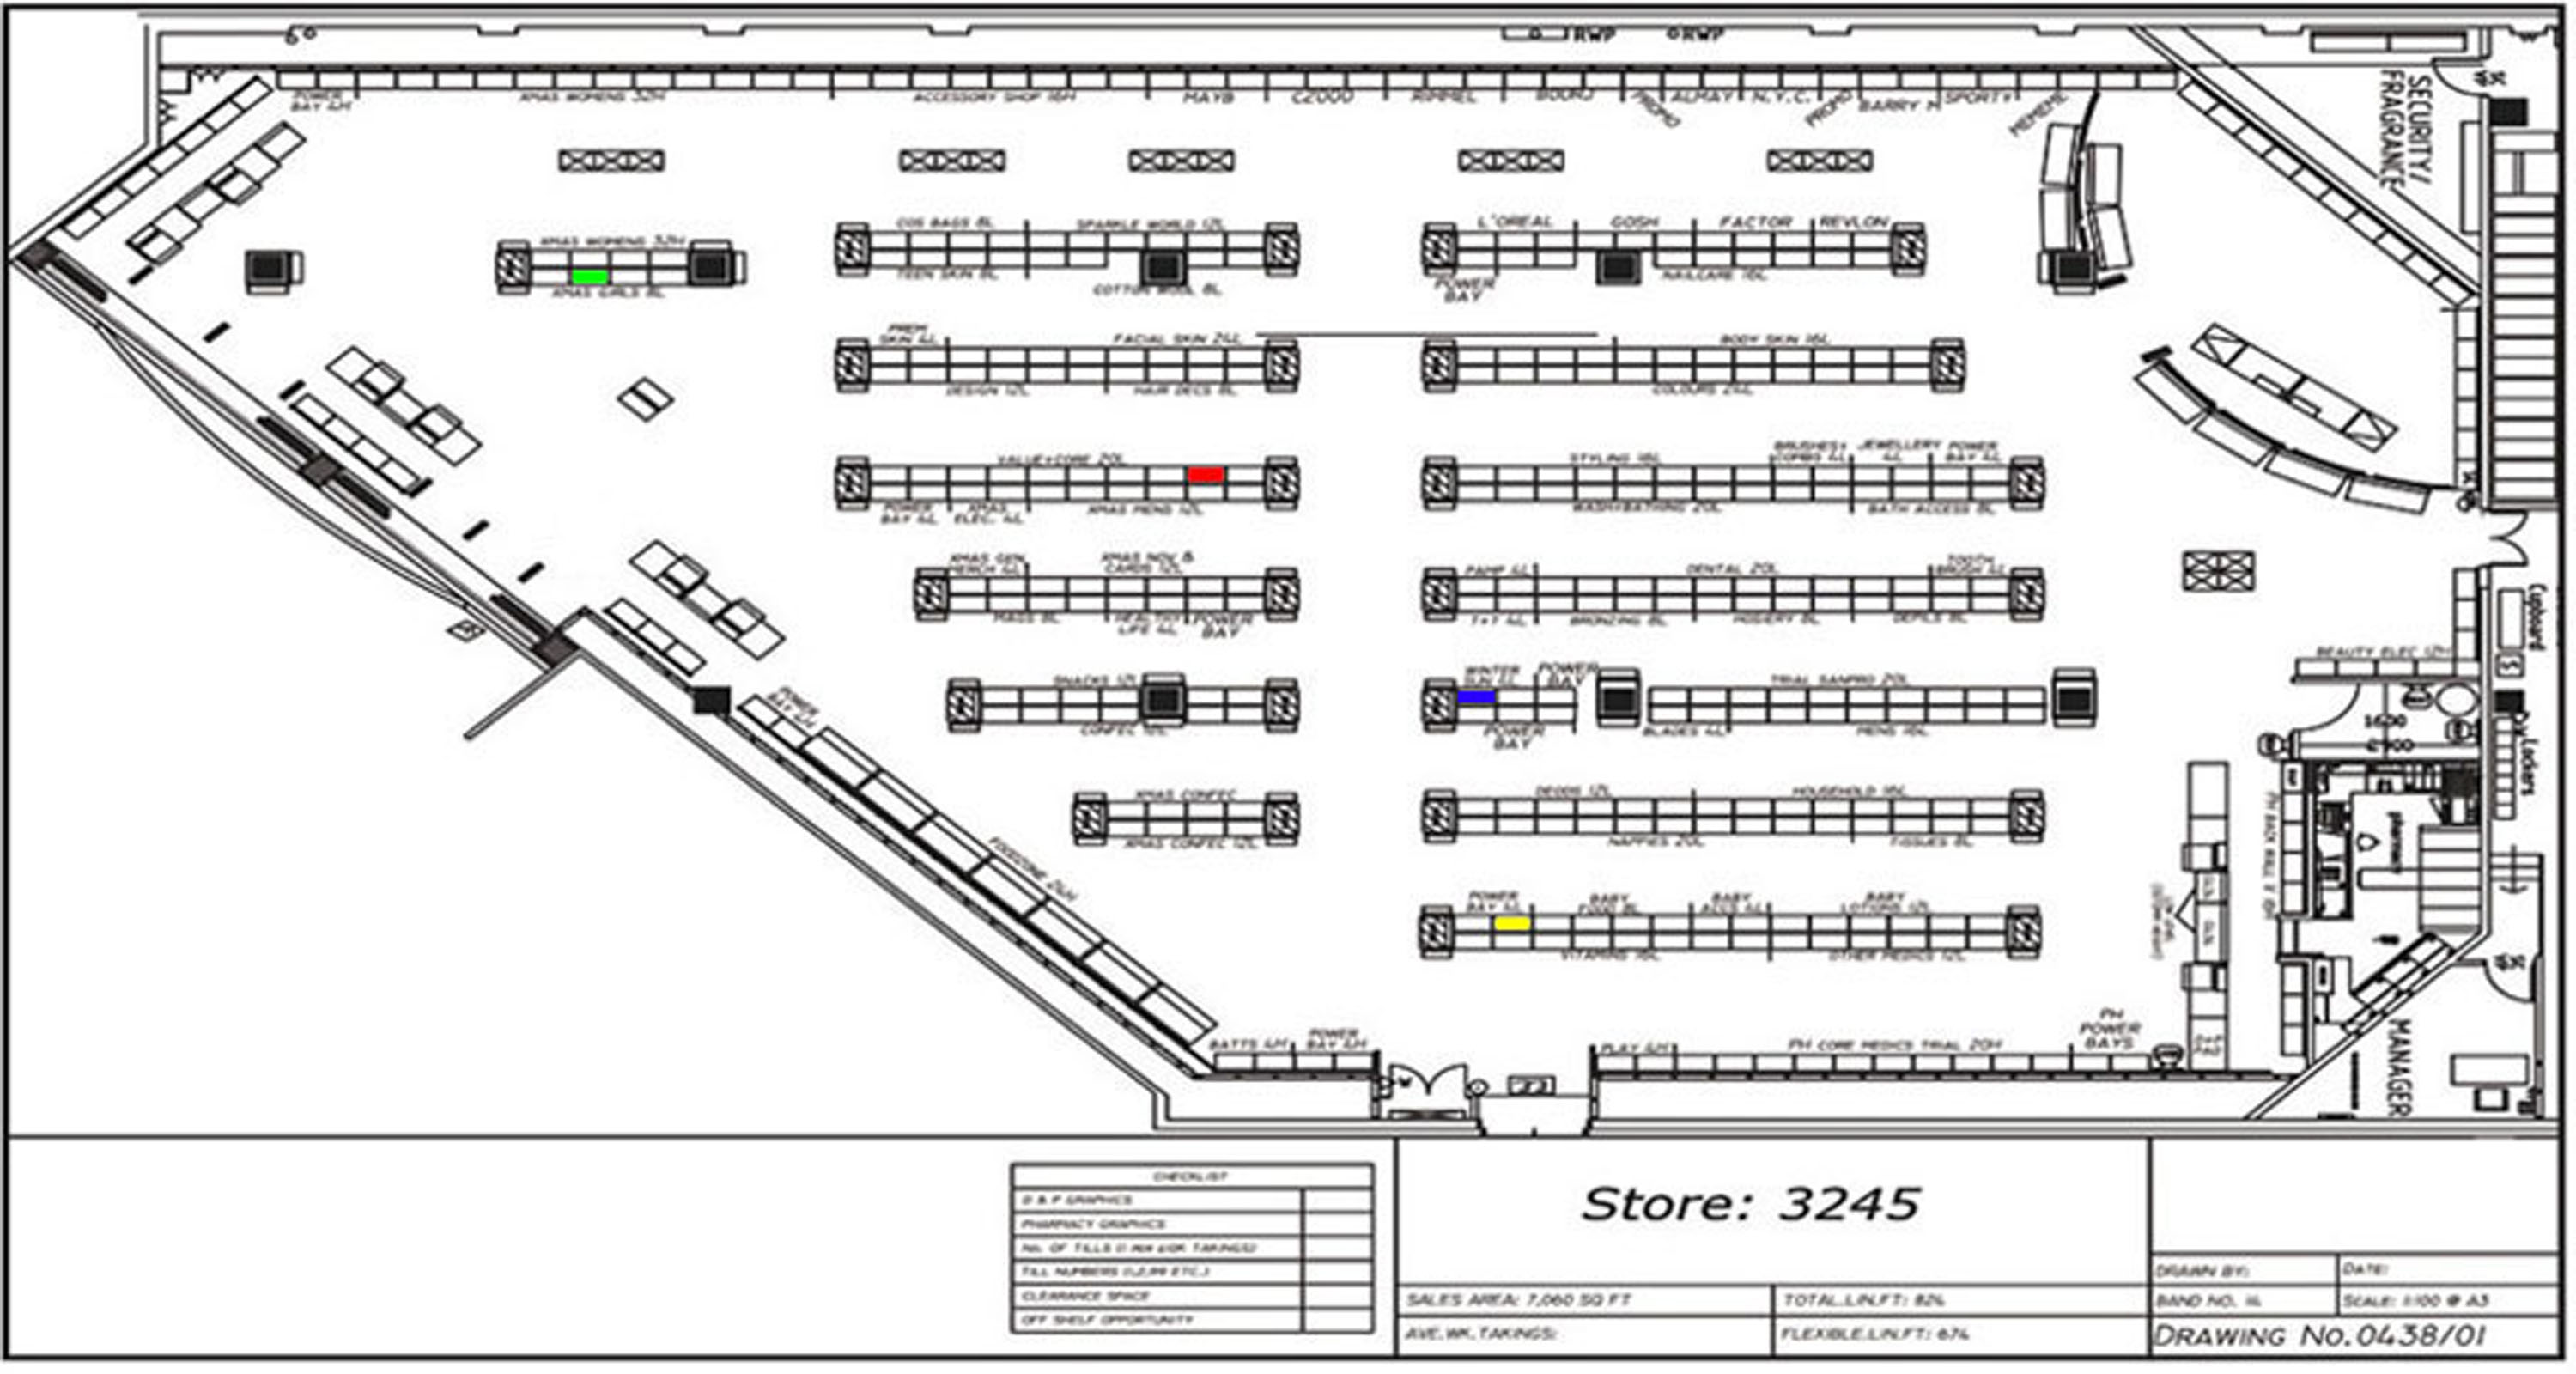 RWP
RWP
SECURITY/
FRAGRANCE
POWER
BAY 4H
XMAS WOMENS 32H
ACCESSORY SHOP 16H
MAYB
C2000
RIMMEL
BOURJ
PROMO
ALMAY
N.Y.C.
PROMO
BARRY M
SPORTY
MEMEME
XMAS WOMENS 32H
XMAS GIRLS 8L
COS BAGS 8L
SPARKLE WORLD 12L
TEEN SKIN 8L
COTTON WOOL 8L
L'OREAL
GOSH
FACTOR
REVLON
POWER
BAY
NAILCARE 16L
PREM
SKIN 4L
FACIAL SKIN 24L
BODY SKIN 16L
DESIGN 12L
HAIR DECS 8L
COLOURS 24L
VALUE+CORE 20L
STYLING 16L
BRUSHES+
COMBS 4L
JEWELLERY
4L
POWER
BAY 4L
POWER
BAY 4L
XMAS
ELEC. 4L
XMAS MENS 12L
WASH+BATHING 20L
BATH ACCESS 8L
XMAS GEN
MERCH 4L
XMAS NOV &
CARDS 12L
PAMP 4L
DENTAL 20L
TOOTH
BRUSH 4L
MAGS 8L
HEALTHY
LIFE 4L
POWER
BAY
T+T 4L
BRONZING 8L
HOSIERY 8L
DEPILS 8L
Cupboard
BEAUTY ELEC 12H
SNACKS 12L
WINTER
SUN 4L
POWER
BAY
TRIAL SANPRO 20L
CONFEC 16L
POWER
BAY
BLADES 4L
MENS 16L
POWER
BAY 4H
1600
Lockers
XMAS CONFEC
XMAS CONFEC 12L
DEODS 12L
HOUSEHOLD 16L
NAPPIES 20L
TISSUES 8L
pharmacy
FOODZONE 24H
POWER
BAY 4L
BABY
FOOD 8L
BABY
ACCS 4L
BABY
LOTIONS 12L
VITAMINS 16L
OTHER MEDICS 12L
BATTS 4H
POWER
BAY 4H
PLAY 4H
PH CORE MEDICS TRIAL 20H
PH
POWER
BAYS
MANAGER
CHECKLIST
D & P GRAPHICS
PHARMACY GRAPHICS
No. OF TILLS (1 PER £10K TAKINGS)
TILL NUMBERS (1,2,99 ETC.)
CLEARANCE SPACE
OFF SHELF OPPORTUNITY
Store: 3245
SALES AREA: 7,060 SQ FT
TOTAL.LIN.FT: 824
AVE.WK.TAKINGS:
FLEXIBLE.LIN.FT: 674
DRAWN BY:
DATE:
BAND NO.
SCALE: 1:100 @ A3
DRAWING No.0438/01